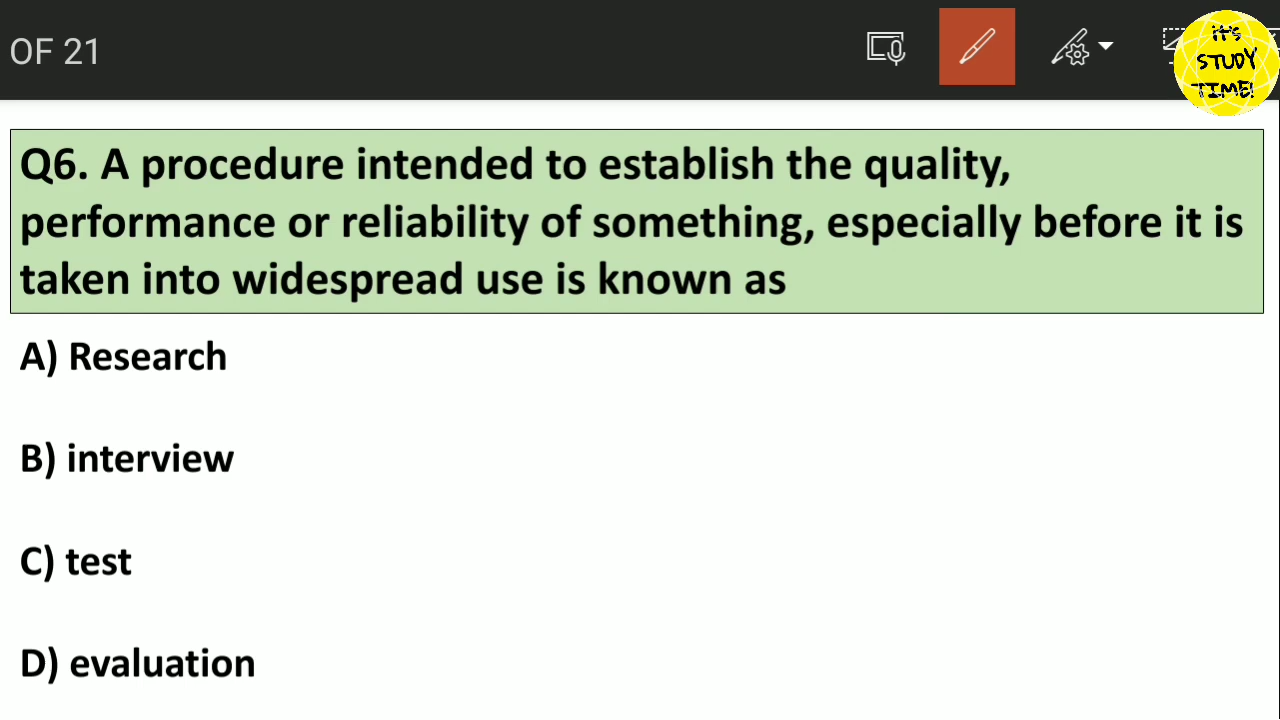 OF 21
IT'S
STUDY
TIME!
Q6. A procedure intended to establish the quality,
performance or reliability of something, especially before it is
taken into widespread use is known as
A) Research
B) interview
C) test
D) evaluation